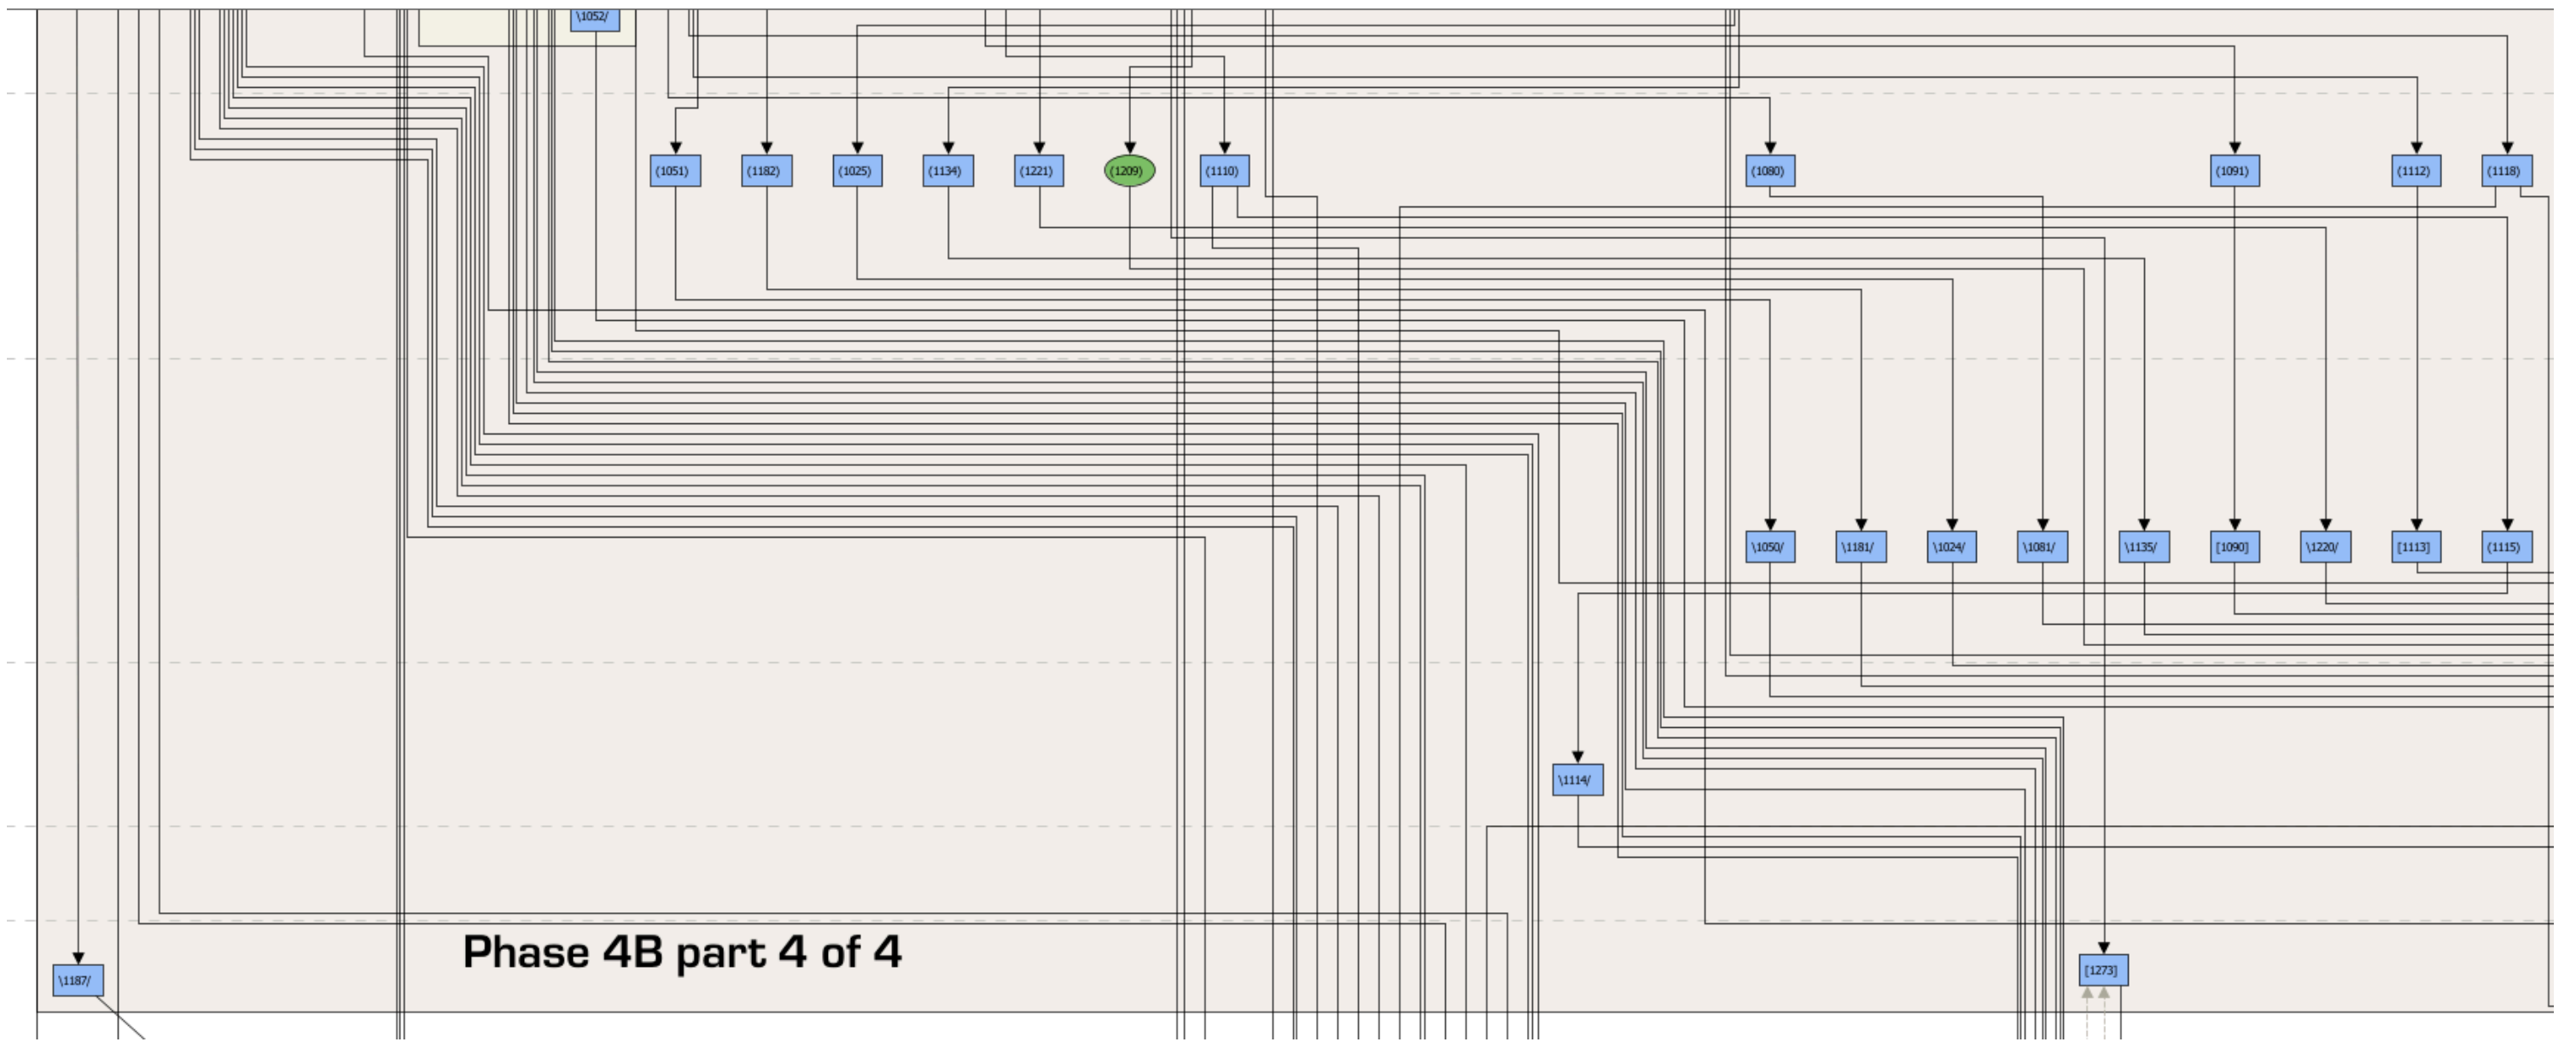 \1052/
(1051) (1182) (1025) (1134) (1221) (1209) (1110) (1080) (1091) (1112) (1118)
\1050/ \1181/ \1024/ \1081/ \1135/ [1090] \1220/ [1113] (1115)
\1114/
Phase 4B part 4 of 4
[1273]
\1187/